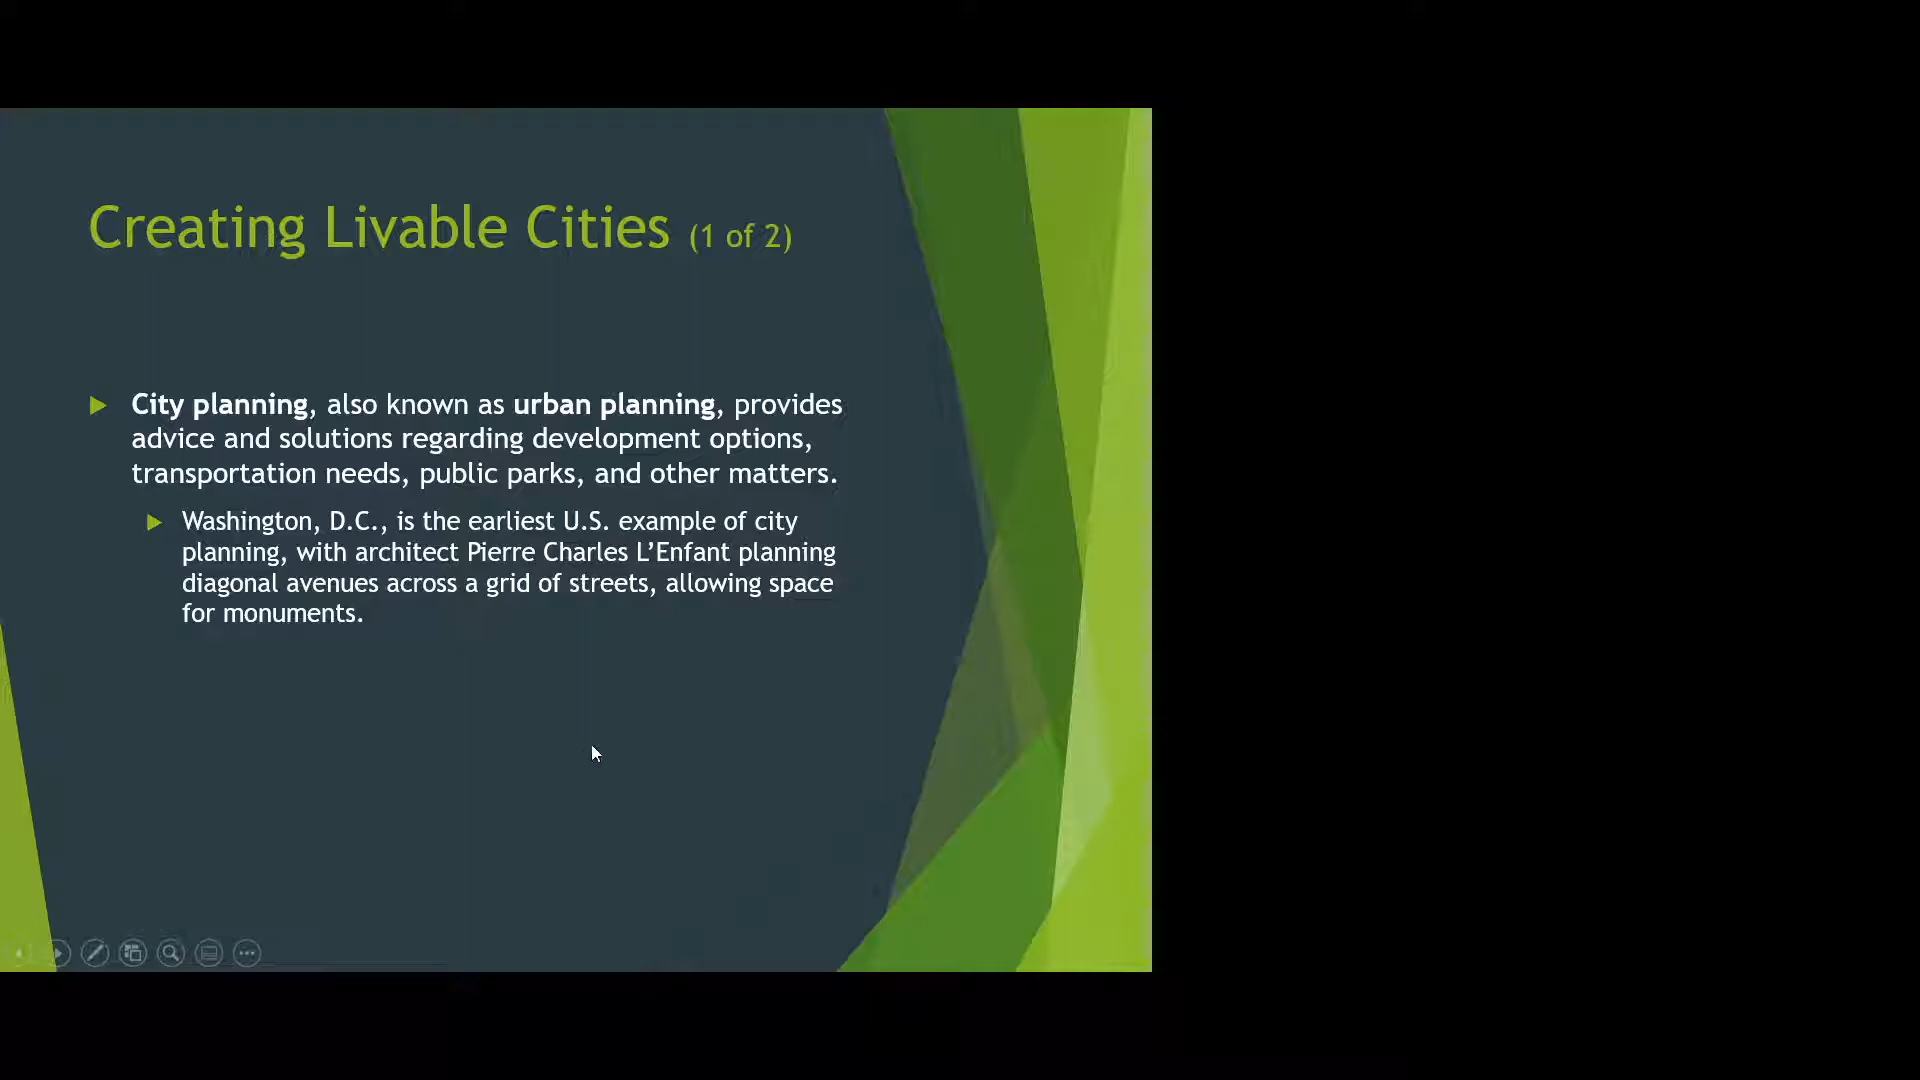 Creating Livable Cities (1 of 2)
City planning, also known as urban planning, provides
advice and solutions regarding development options,
transportation needs, public parks, and other matters.
Washington, D.C., is the earliest U.S. example of city
planning, with architect Pierre Charles L’Enfant planning
diagonal avenues across a grid of streets, allowing space
for monuments.